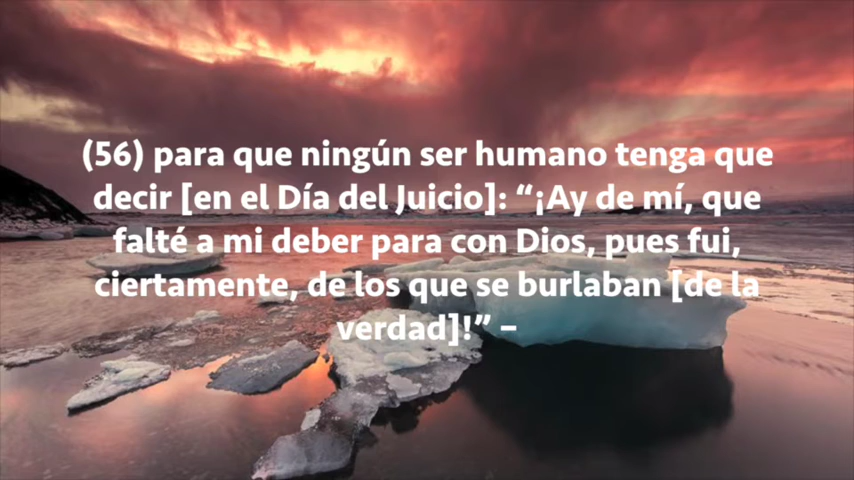 (56) para que ningún ser humano tenga que
decir [en el Día del Juicio]: “¡Ay de mí, que
falté a mi deber para con Dios, pues fui,
ciertamente, de los que se burlaban [de la
verdad]!” –